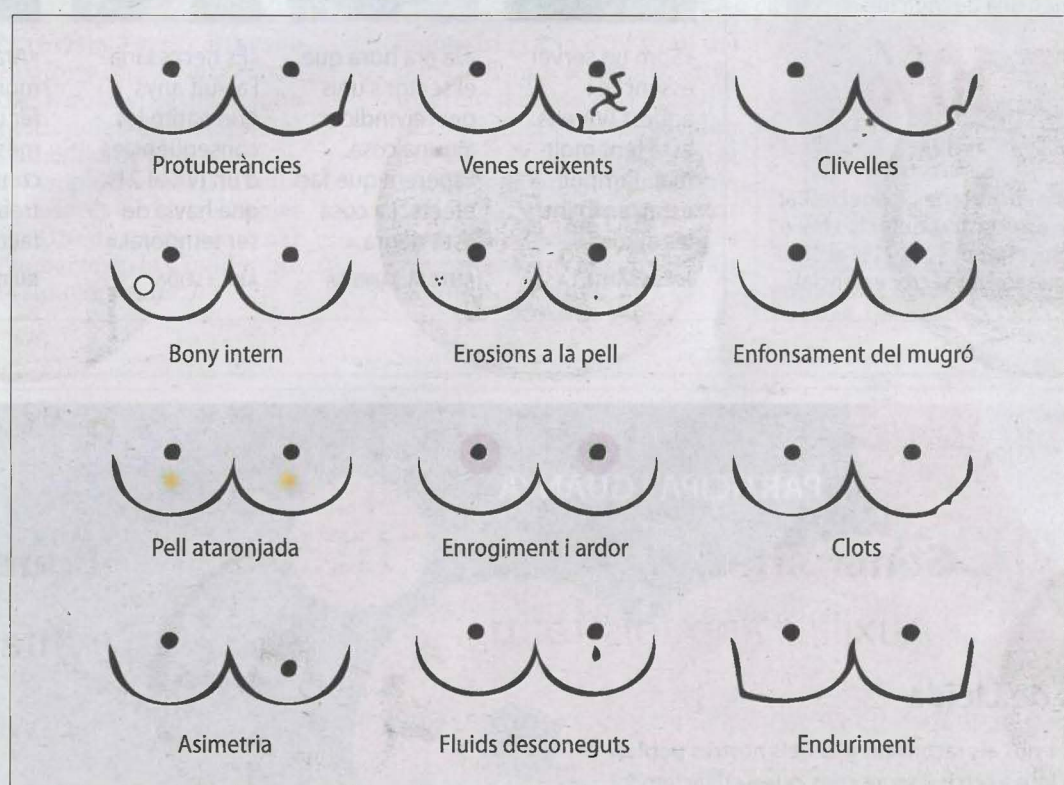 Protuberàncies
Venes creixents
Clivelles
Bony intern
Erosions a la pell
Enfonsament del mugró
Pell ataronjada
Enrogiment i ardor
Clots
Asimetria
Fluids desconeguts
Enduriment